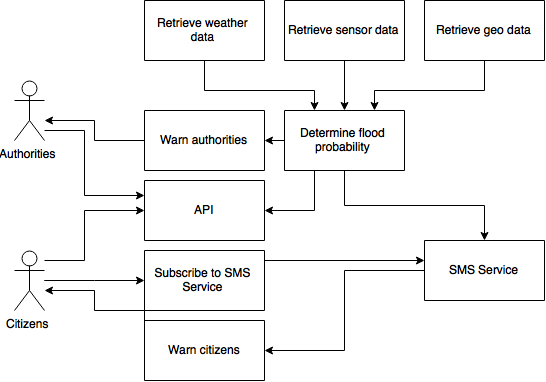 Retrieve weather
data
Retrieve sensor data
Retrieve geo data
Authorities
Warn authorities
Determine flood
probability
API
Citizens
Subscribe to SMS
Service
SMS Service
Warn citizens